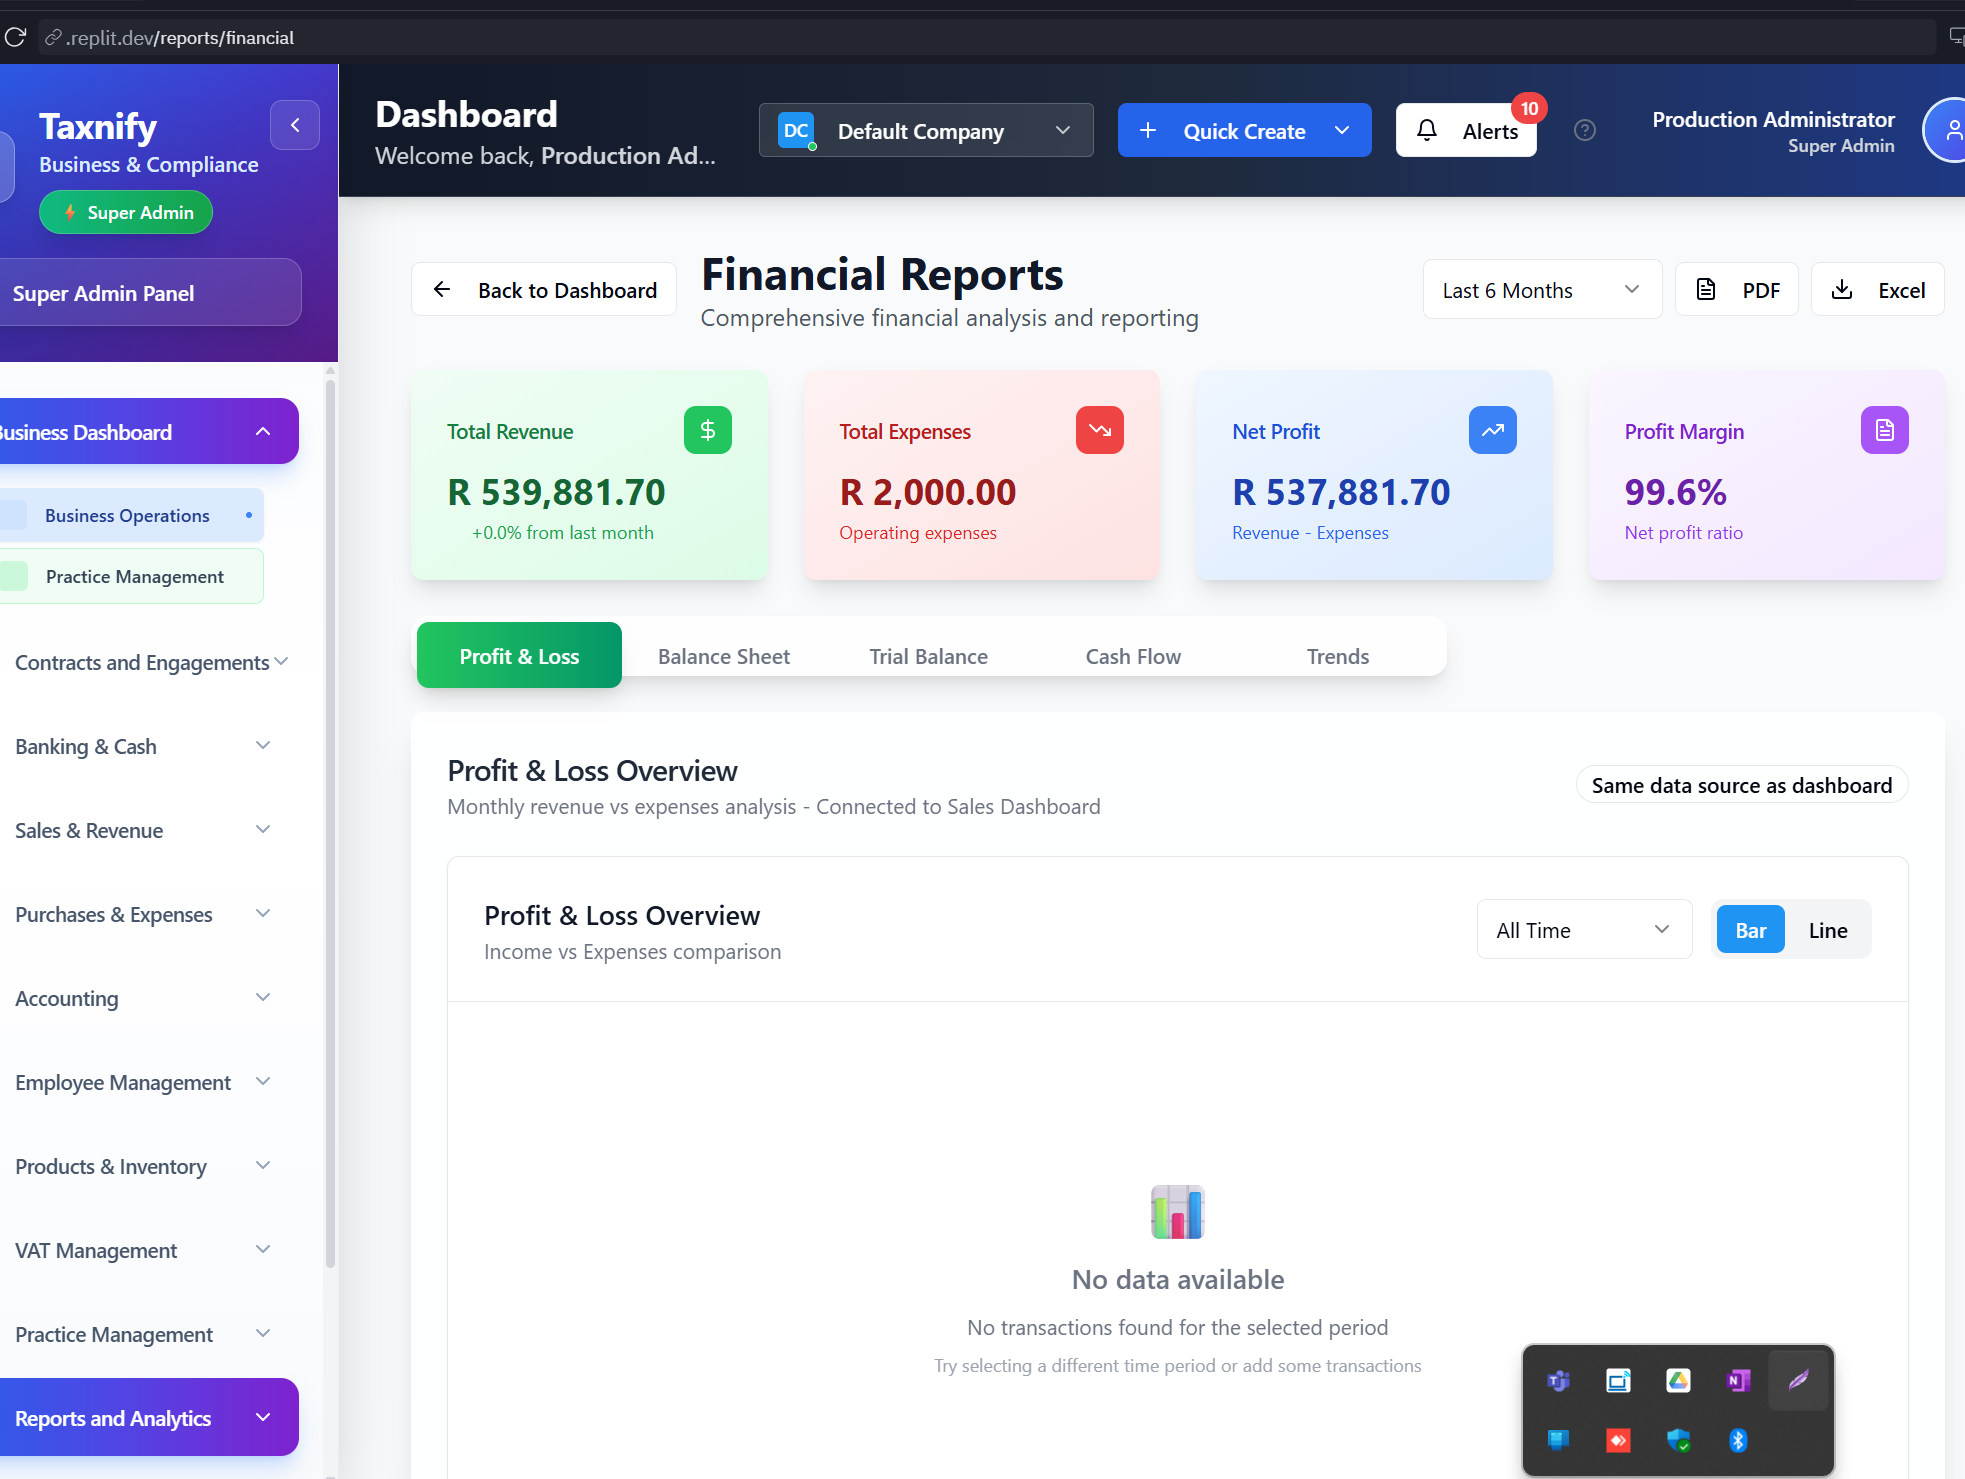 .replit.dev/reports/financial
Taxnify
Business & Compliance
Super Admin
Super Admin Panel
Business Dashboard
Business Operations
Practice Management
Contracts and Engagements
Banking & Cash
Sales & Revenue
Purchases & Expenses
Accounting
Employee Management
Products & Inventory
VAT Management
Practice Management
Reports and Analytics
Dashboard
Welcome back, Production Ad...
DC Default Company
Quick Create
Alerts
10
Production Administrator
Super Admin
Back to Dashboard
Financial Reports
Comprehensive financial analysis and reporting
Last 6 Months
PDF
Excel
Total Revenue
R 539,881.70
+0.0% from last month
Total Expenses
R 2,000.00
Operating expenses
Net Profit
R 537,881.70
Revenue - Expenses
Profit Margin
99.6%
Net profit ratio
Profit & Loss
Balance Sheet
Trial Balance
Cash Flow
Trends
Profit & Loss Overview
Monthly revenue vs expenses analysis - Connected to Sales Dashboard
Same data source as dashboard
Profit & Loss Overview
Income vs Expenses comparison
All Time
Bar
Line
No data available
No transactions found for the selected period
Try selecting a different time period or add some transactions